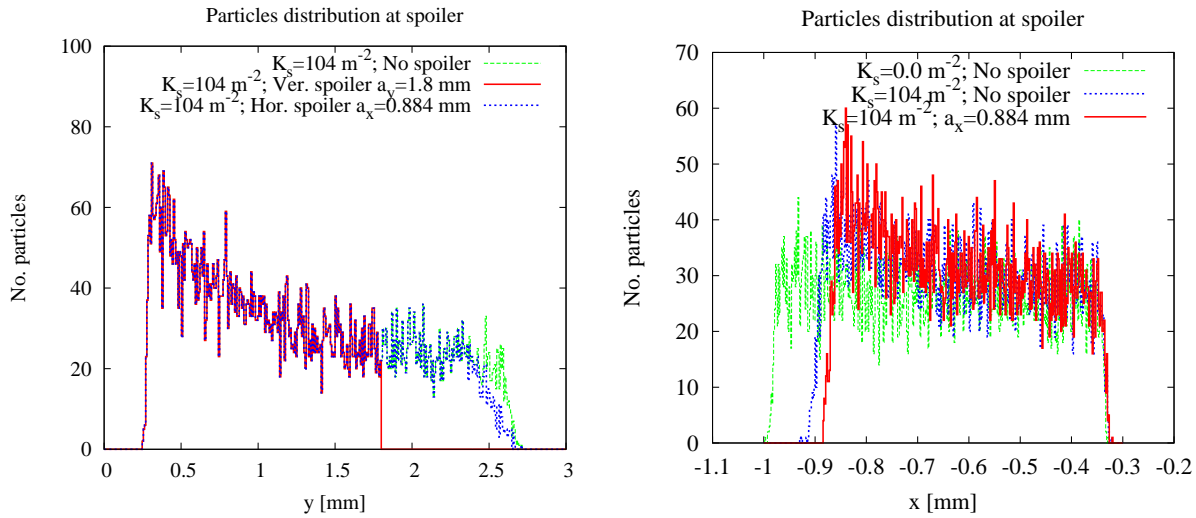 Particles distribution at spoiler
K_s=104 m^-2; No spoiler
K_s=104 m^-2; Ver. spoiler a_y=1.8 mm
K_s=104 m^-2; Hor. spoiler a_x=0.884 mm
100
80
60
40
20
0
No. particles
0 0.5 1 1.5 2 2.5 3
y [mm]
Particles distribution at spoiler
K_s=0.0 m^-2; No spoiler
K_s=104 m^-2; No spoiler
K_s=104 m^-2; a_x=0.884 mm
70
60
50
40
30
20
10
0
No. particles
-1.1 -1 -0.9 -0.8 -0.7 -0.6 -0.5 -0.4 -0.3 -0.2
x [mm]